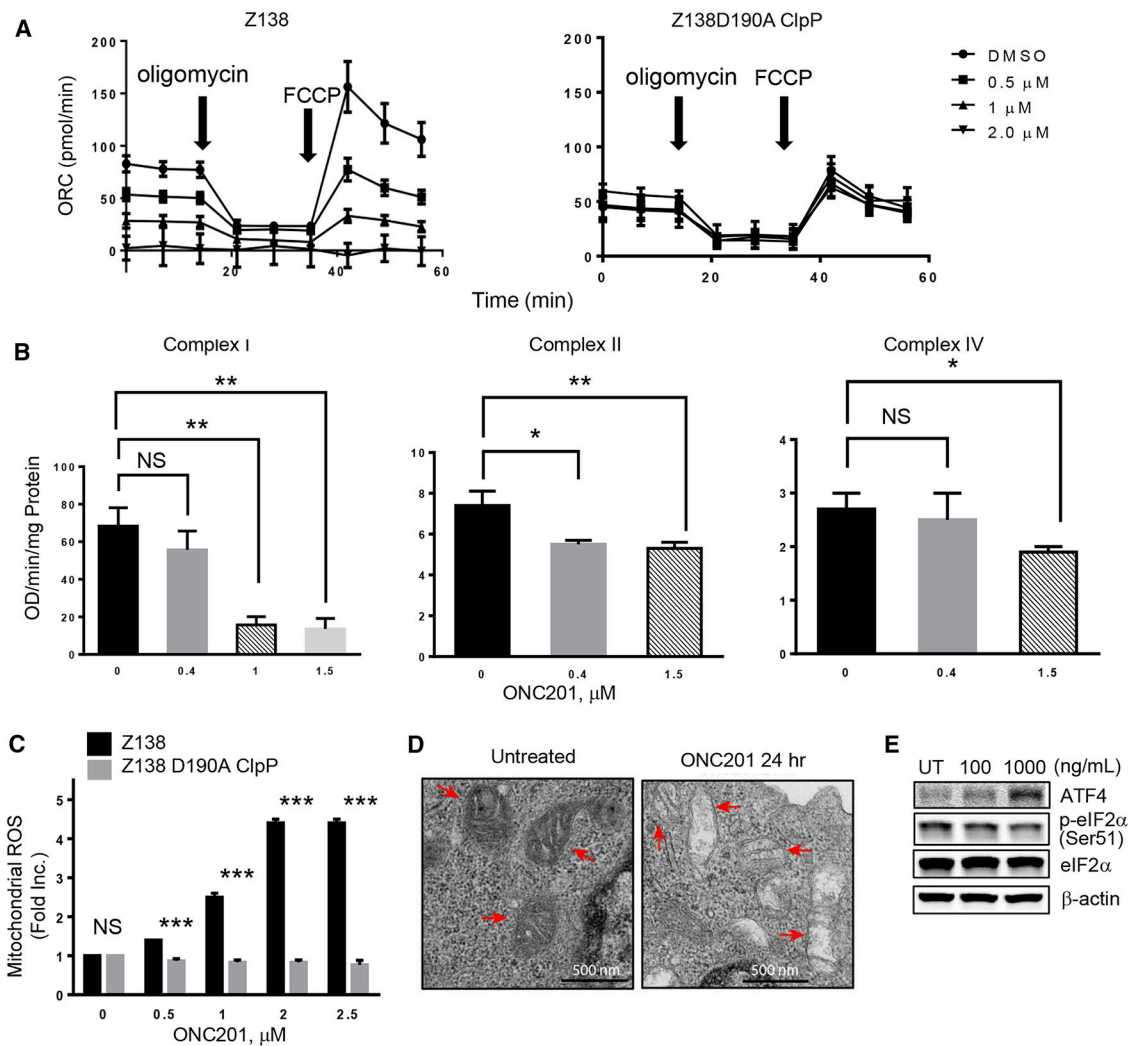 A
Z138
Z138D190A ClpP
ORC (pmol/min)
200
150
100
50
0
20
40
60
oligomycin
FCCP
200
150
100
50
0
0
20
40
60
oligomycin
FCCP
DMSO
0.5 μM
1 μM
2.0 μM
Time (min)
B
Complex I
Complex II
Complex IV
OD/min/mg Protein
**
**
NS
100
80
60
40
20
0
0
0.4
1
1.5
**
*
10
8
6
4
2
0
0
0.4
1.5
*
NS
4
3
2
1
0
0
0.4
1.5
ONC201, μM
C
Z138
Z138 D190A ClpP
Mitochondrial ROS
(Fold Inc.)
5
4
3
2
1
0
NS
***
***
***
***
0
0.5
1
2
2.5
ONC201, μM
D
Untreated
ONC201 24 hr
500 nm
500 nm
E
UT 100 1000 (ng/mL)
ATF4
p-eIF2α
(Ser51)
eIF2α
β-actin